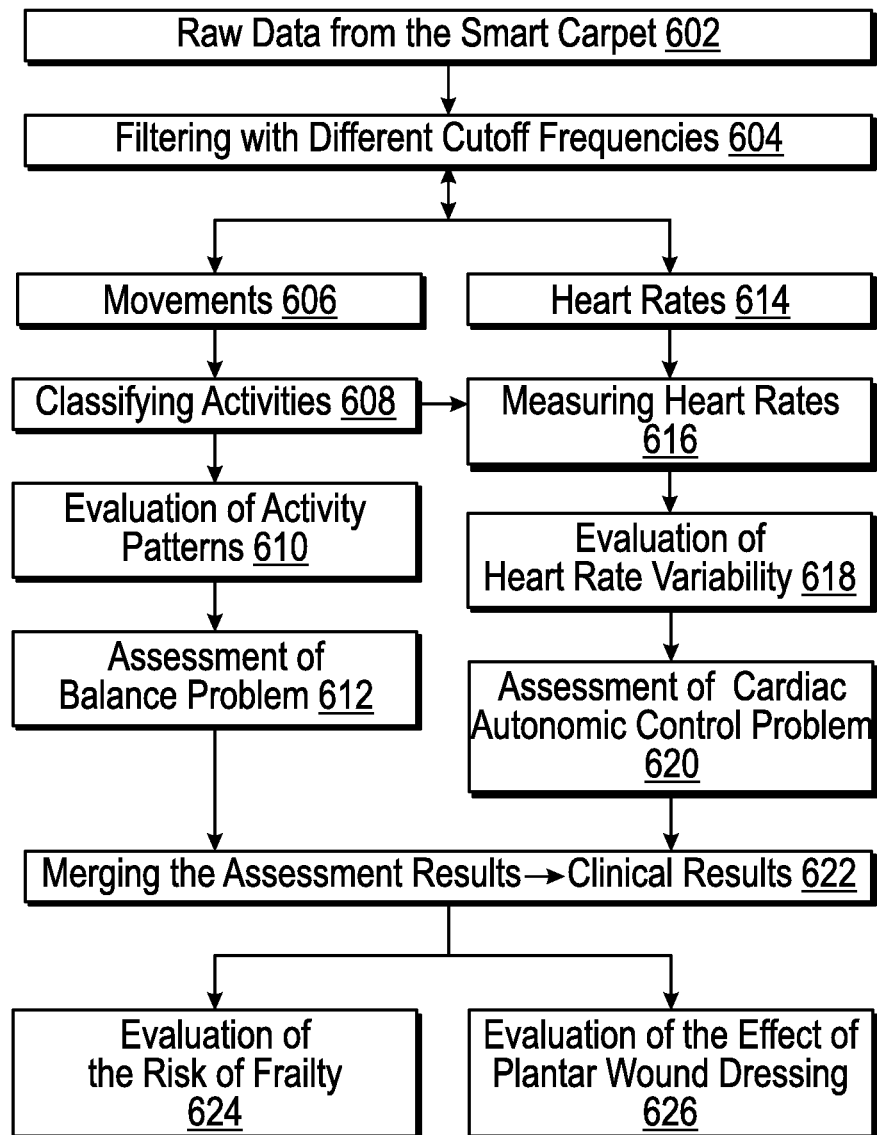 Raw Data from the Smart Carpet 602
Filtering with Different Cutoff Frequencies 604
Movements 606
Heart Rates 614
Classifying Activities 608
Measuring Heart Rates
616
Evaluation of Activity
Patterns 610
Evaluation of
Heart Rate Variability 618
Assessment of
Balance Problem 612
Assessment of Cardiac
Autonomic Control Problem
620
Merging the Assessment Results→Clinical Results 622
Evaluation of
the Risk of Frailty
624
Evaluation of the Effect of
Plantar Wound Dressing
626